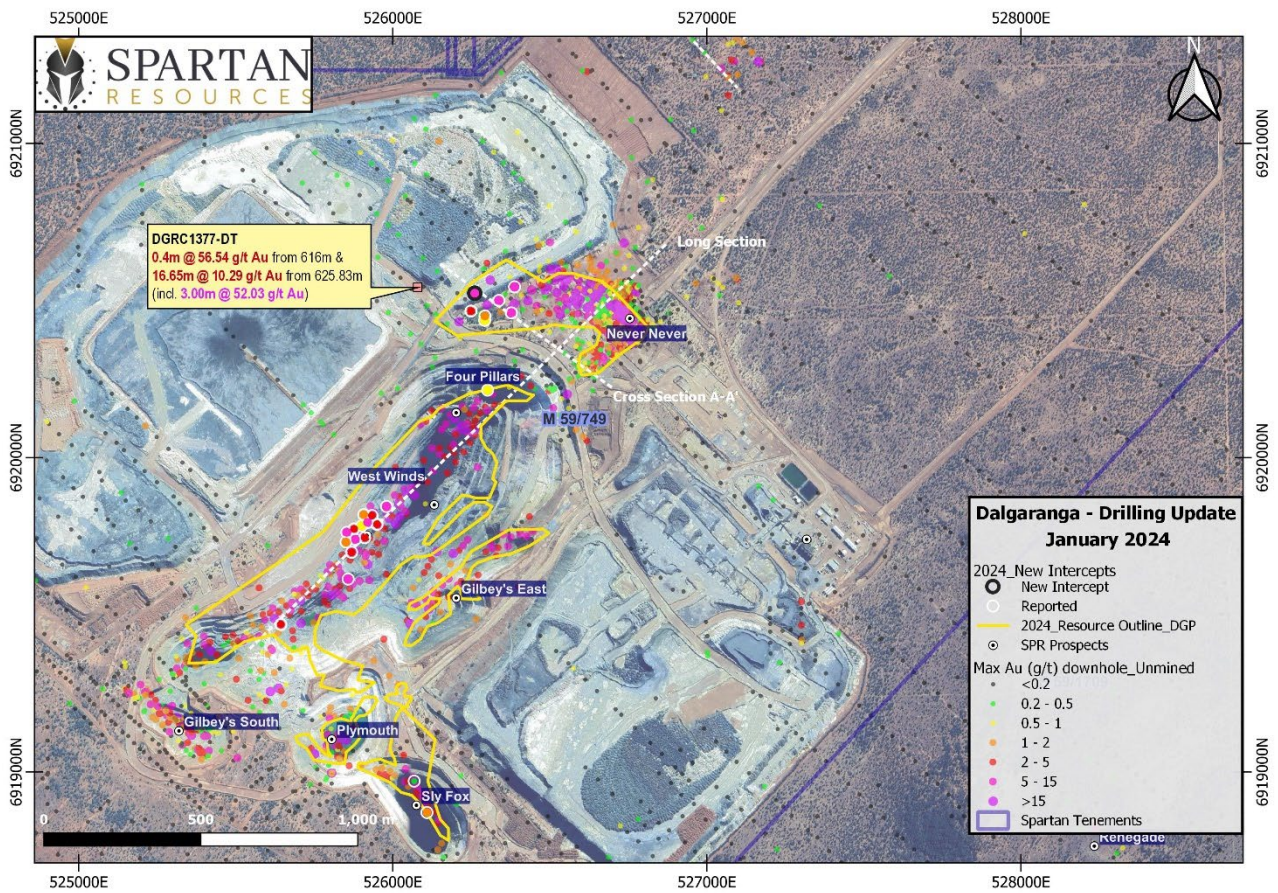 525000E 526000E 527000E 528000E
SPARTAN
RESOURCES
N
6921000N
6921000N
DGRC1377-DT
0.4m @ 56.54 g/t Au from 616m &
16.65m @ 10.29 g/t Au from 625.83m
(incl. 3.00m @ 52.03 g/t Au)
Long Section
Never Never
Four Pillars
Cross Section A-A'
M 59/749
6920000N
6920000N
West Winds
Gilbey's East
Gilbey's South
Plymouth
Sly Fox
6919000N
6919000N
Dalgaranga - Drilling Update
January 2024
2024_New Intercepts
New Intercept
Reported
2024_Resource Outline_DGP
SPR Prospects
Max Au (g/t) downhole_Unmined
<0.2
0.2 - 0.5
0.5 - 1
1 - 2
2 - 5
5 - 15
>15
Spartan Tenements
Renegade
0 500 1,000 m
525000E 526000E 527000E 528000E